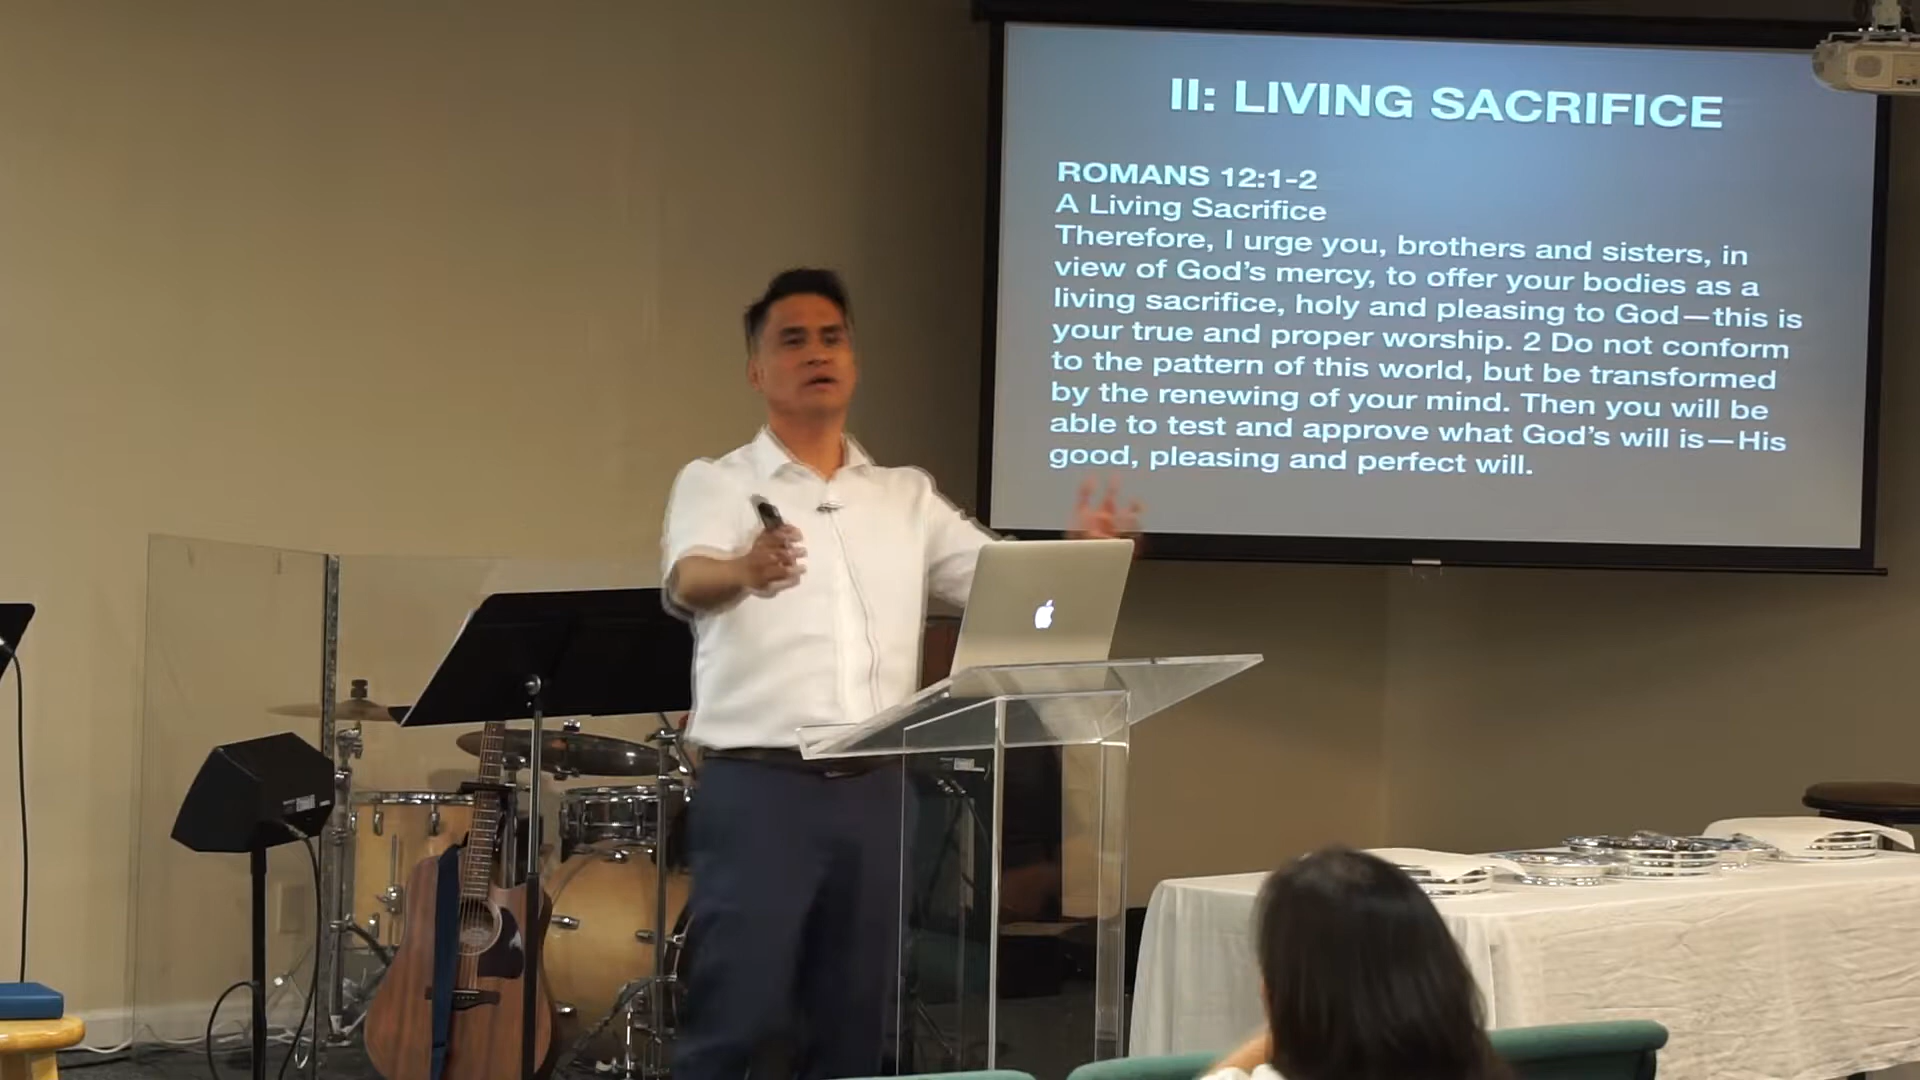 II: LIVING SACRIFICE
ROMANS 12:1-2
A Living Sacrifice
Therefore, I urge you, brothers and sisters, in
view of God's mercy, to offer your bodies as a
living sacrifice, holy and pleasing to God—this is
your true and proper worship. 2 Do not conform
to the pattern of this world, but be transformed
by the renewing of your mind. Then you will be
able to test and approve what God's will is—His
good, pleasing and perfect will.